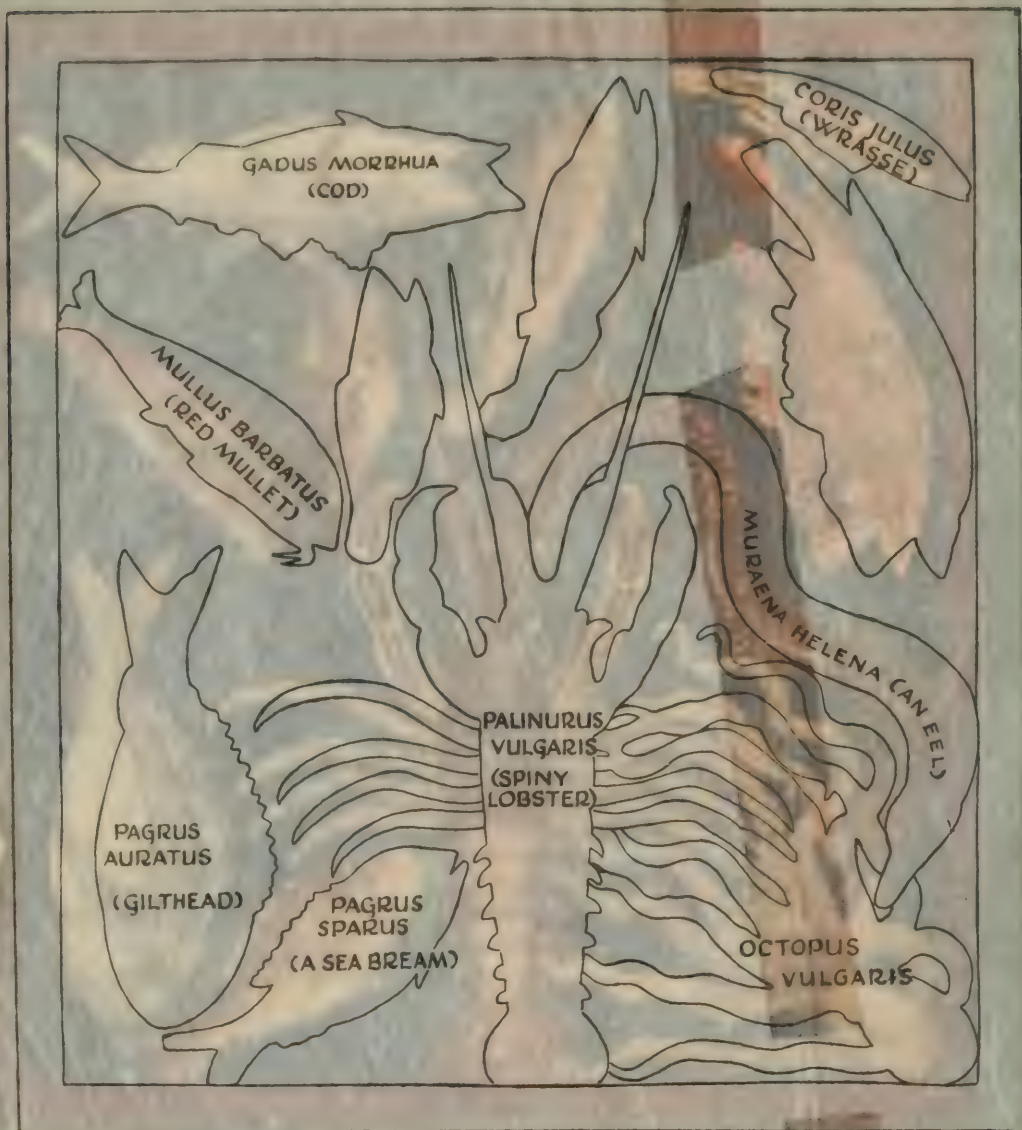 GADUS MORRHUA
(COD)
CORIS JULUS
(WRASSE)
MULLUS BARBATUS
(RED MULLET)
MURAENA HELENA (AN EEL)
PALINURUS
VULGARIS
(SPINY
LOBSTER)
PAGRUS
AURATUS
(GILTHEAD)
PAGRUS
SPARUS
(A SEA BREAM)
OCTOPUS
VULGARIS